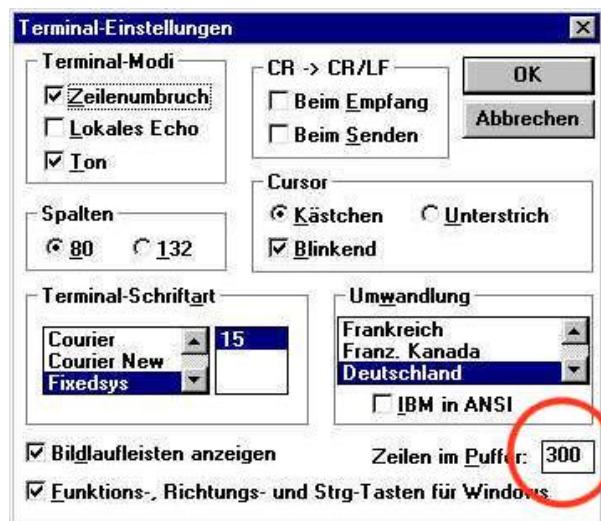 Terminal-Einstellungen
Terminal-Modi
Zeilenumbruch
Lokales Echo
Ton
CR -> CR/LF
Beim Empfang
Beim Senden
OK
Abbrechen
Spalten
80 132
Cursor
Kästchen Unterstrich
Blinkend
Terminal-Schriftart
Courier
Courier New
Fixedsys
15
Umwandlung
Frankreich
Franz. Kanada
Deutschland
IBM in ANSI
Bildlaufleisten anzeigen
Zeilen im Puffer: 300
Funktions-, Richtungs- und Strg-Tasten für Windows